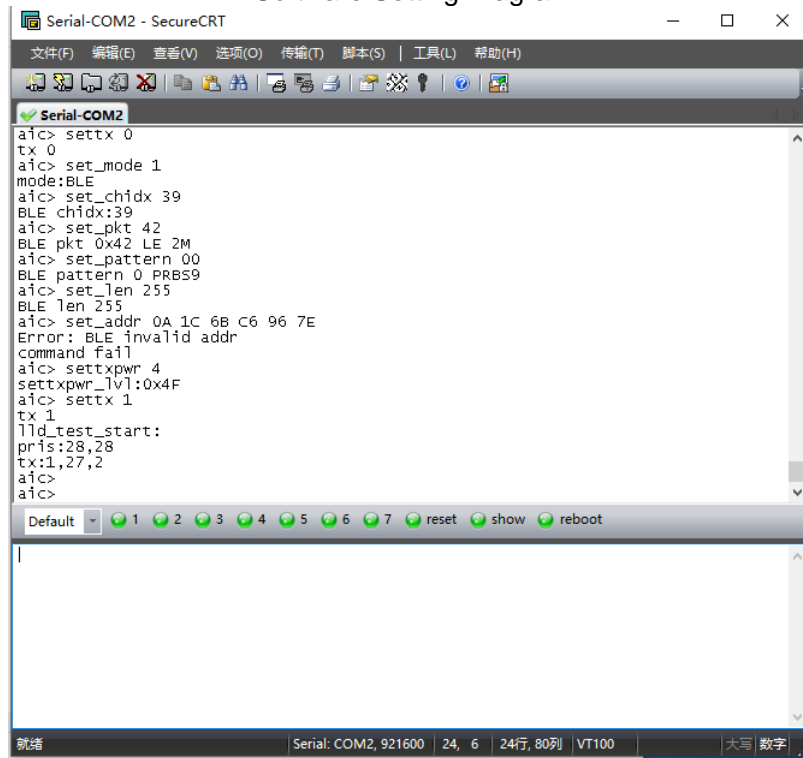 Software Setting Diagra
Serial-COM2 - SecureCRT
文件(F) 编辑(E) 查看(V) 选项(O) 传输(T) 脚本(S) | 工具(L) 帮助(H)
Serial-COM2
aic> settx 0
tx 0
aic> set_mode 1
mode:BLE
aic> set_chidx 39
BLE chidx:39
aic> set_pkt 42
BLE pkt 0x42 LE 2M
aic> set_pattern 00
BLE pattern 0 PRBS9
aic> set_len 255
BLE len 255
aic> set_addr 0A 1C 6B C6 96 7E
Error: BLE invalid addr
command fail
aic> settxpwr 4
settxpwr_lvl:0x4F
aic> settx 1
tx 1
lld_test_start:
pris:28,28
tx:1,27,2
aic>
aic>
Default 1 2 3 4 5 6 7 reset show reboot
就绪 Serial: COM2, 921600 24, 6 24行, 80列 VT100 大写 数字